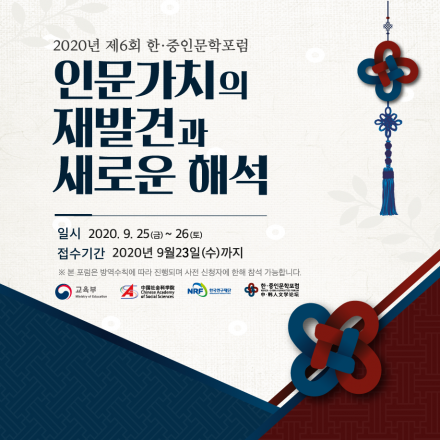 2020년 제6회 한·중인문학포럼
인문가치의
재발견과
새로운 해석
일시 2020. 9. 25(금) ~ 26(토)
접수기간 2020년 9월23일(수)까지
※ 본 포럼은 방역수칙에 따라 진행되며 사전 신청자에 한해 참석 가능합니다.
교육부
Ministry of Education
中国社会科学院
Chinese Academy
of Social Sciences
NRF 한국연구재단
한·중인문학포럼
中·韩人文学论坛